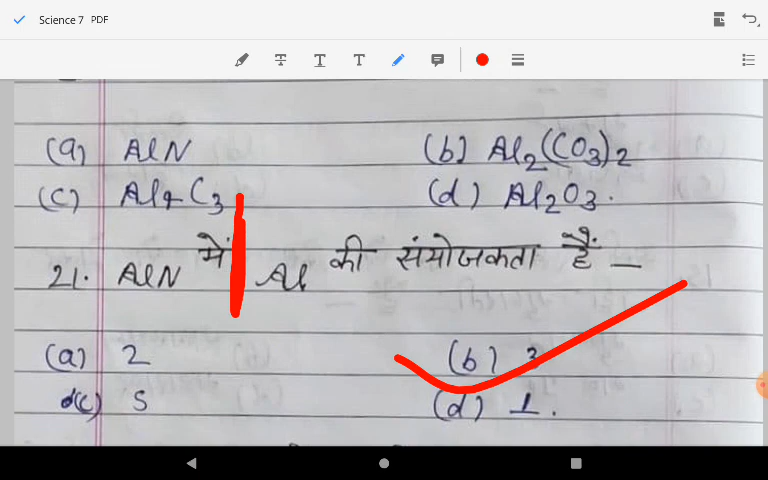 Science 7 PDF
(a) AlN (b) Al2(CO3)2
(c) Al4C3 (d) Al2O3.
21. AlN में Al की संयोजकता हैं —
(a) 2 (b) 3
(c) 5 (d) 1.